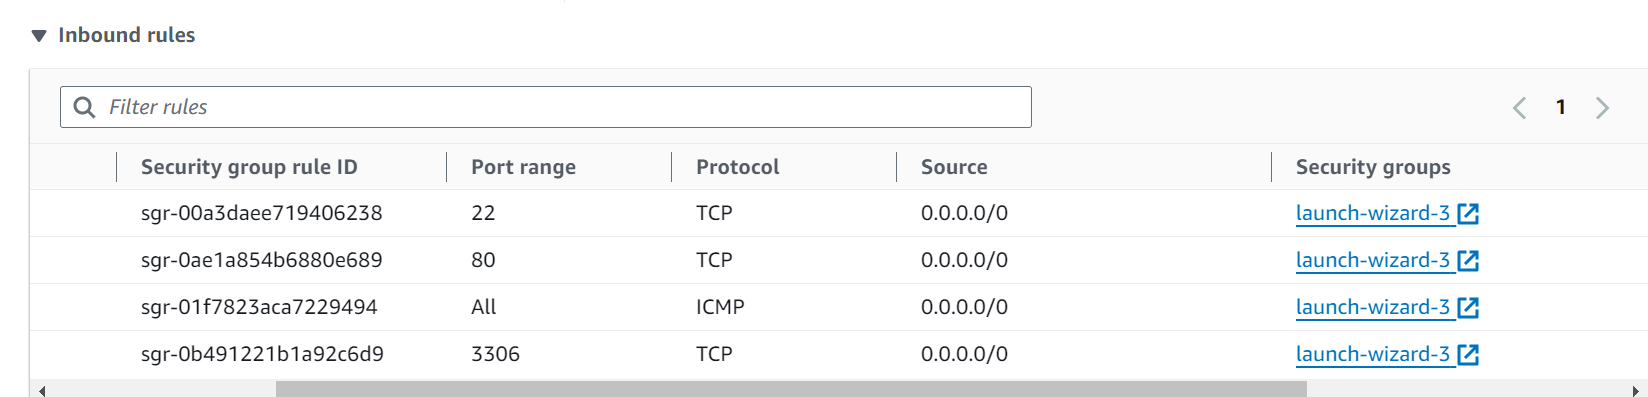 Inbound rules
Filter rules
1
Security group rule ID Port range Protocol Source Security groups
sgr-00a3daee719406238 22 TCP 0.0.0.0/0 launch-wizard-3
sgr-0ae1a854b6880e689 80 TCP 0.0.0.0/0 launch-wizard-3
sgr-01f7823aca7229494 All ICMP 0.0.0.0/0 launch-wizard-3
sgr-0b491221b1a92c6d9 3306 TCP 0.0.0.0/0 launch-wizard-3